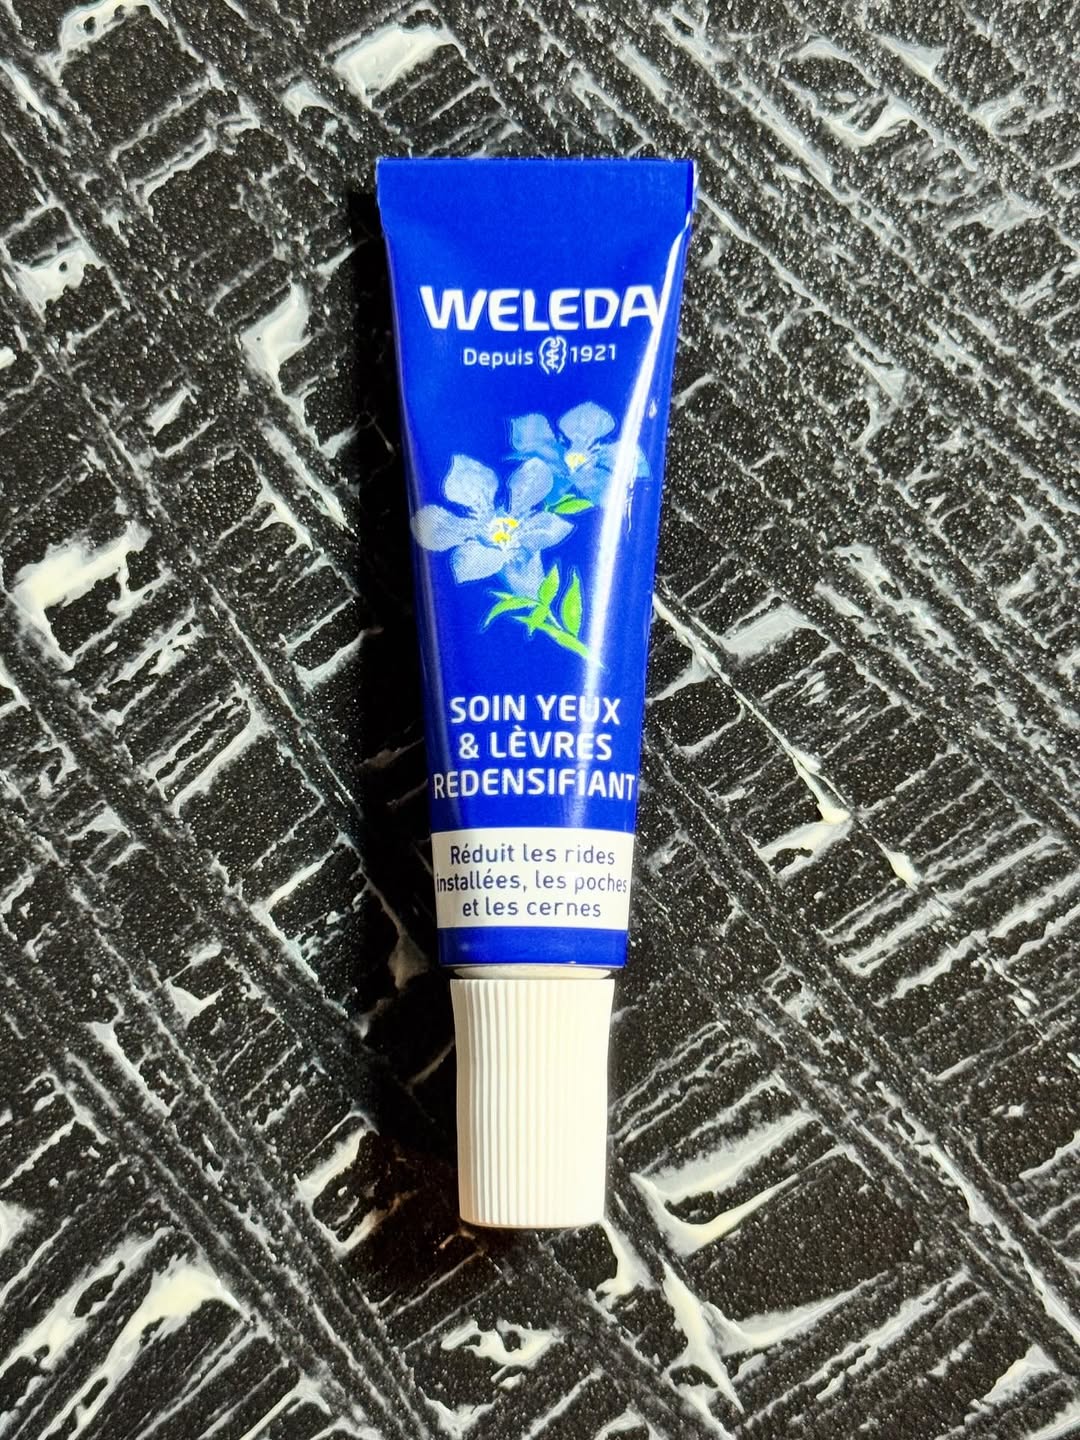 WELEDA
Depuis 1921
SOIN YEUX
& LÈVRES
REDENSIFIANT
Réduit les rides
installées, les poches
et les cernes